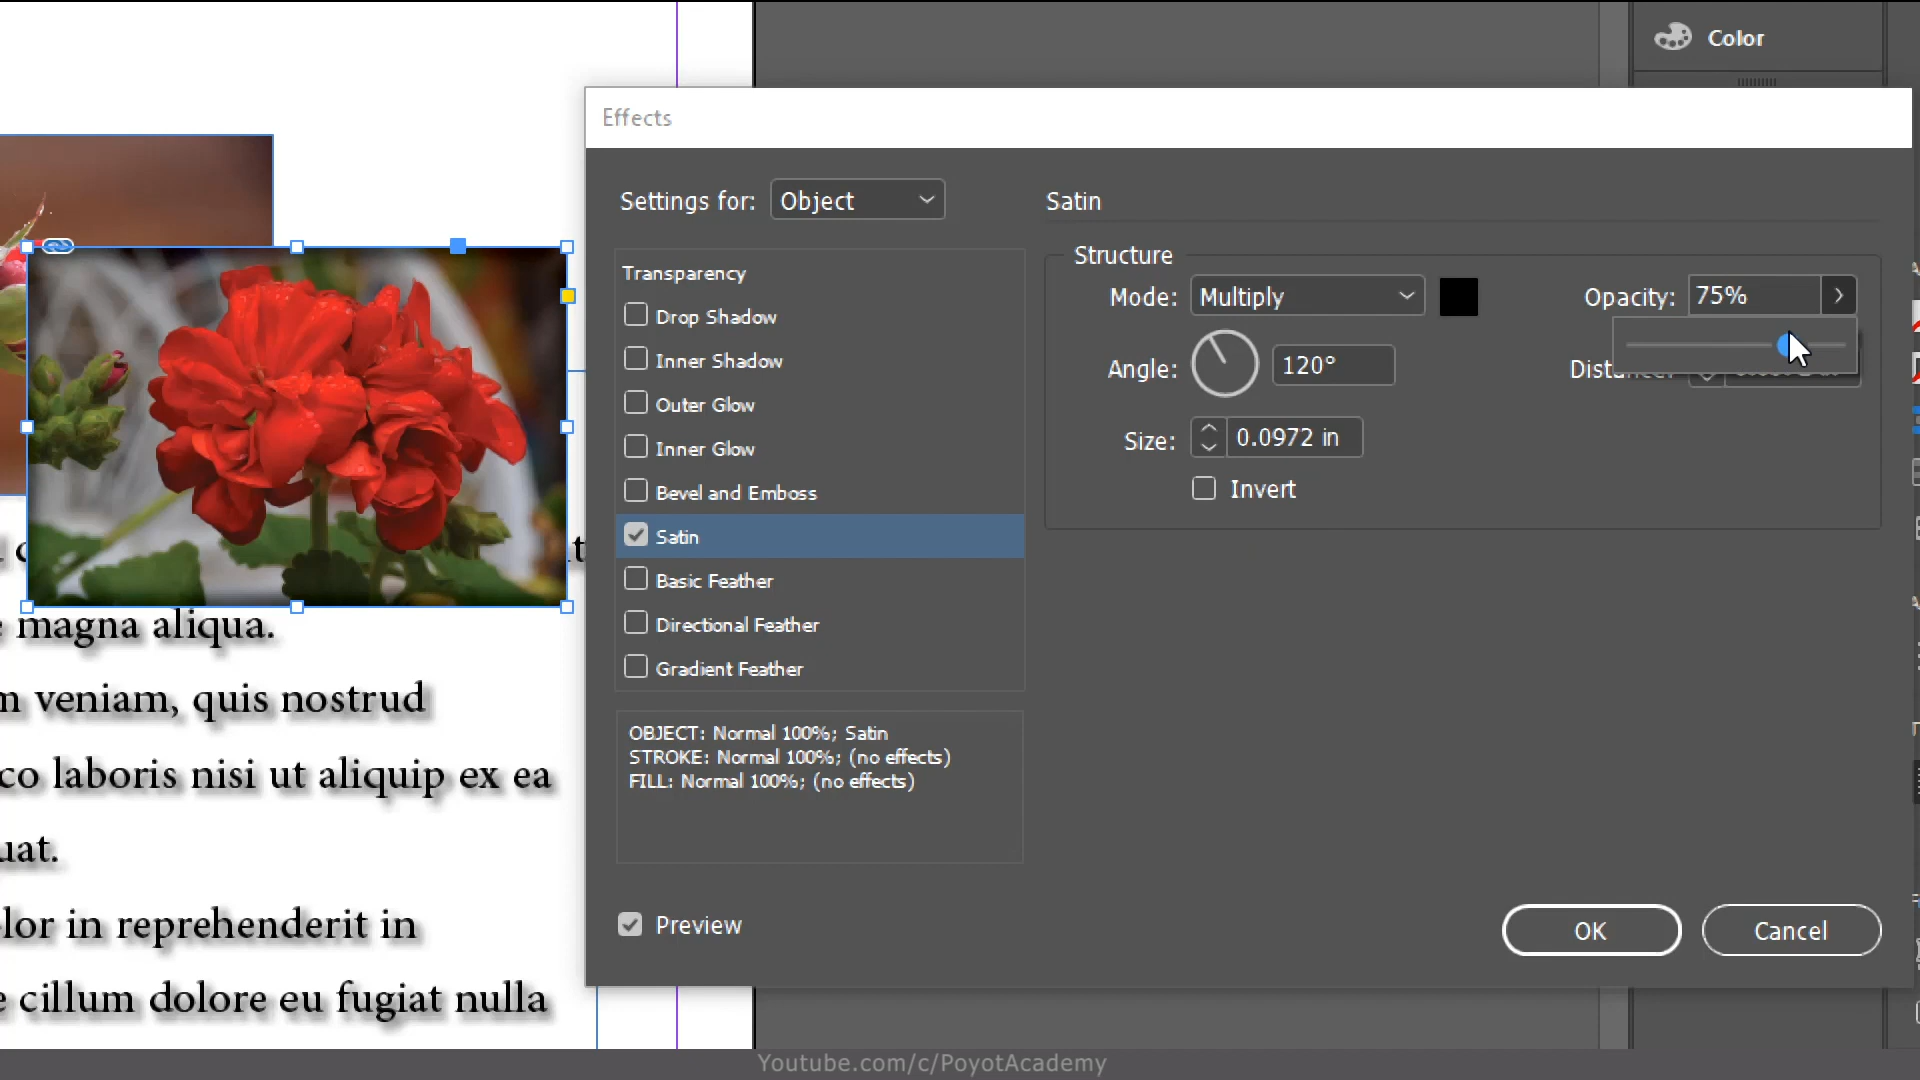 Color
Effects
Settings for: Object
Satin
Structure
Transparency
Mode: Multiply
Opacity: 75%
Drop Shadow
Inner Shadow
Angle: 120°
Outer Glow
Size: 0.0972 in
Inner Glow
Invert
Bevel and Emboss
Satin
Basic Feather
Directional Feather
Gradient Feather
magna aliqua.
veniam, quis nostrud
co laboris nisi ut aliquip ex ea
uat.
lor in reprehenderit in
cillum dolore eu fugiat nulla
OBJECT: Normal 100%; Satin
STROKE: Normal 100%; (no effects)
FILL: Normal 100%; (no effects)
Preview
OK
Cancel
Youtube.com/c/PoyotAcademy